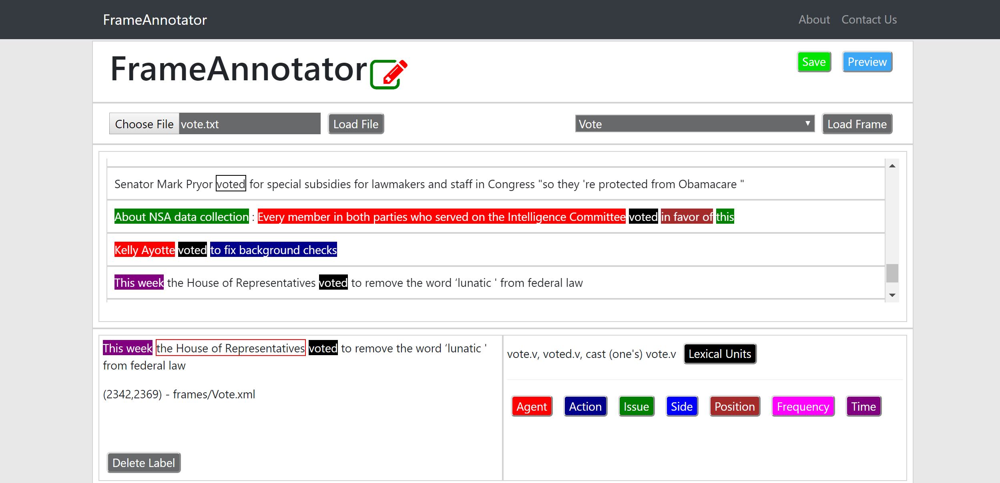 FrameAnnotator About Contact Us
FrameAnnotator Save Preview
Choose File vote.txt Load File Vote Load Frame
Senator Mark Pryor voted for special subsidies for lawmakers and staff in Congress "so they 're protected from Obamacare "
About NSA data collection : Every member in both parties who served on the Intelligence Committee voted in favor of this
Kelly Ayotte voted to fix background checks
This week the House of Representatives voted to remove the word ‘lunatic ' from federal law
This week the House of Representatives voted to remove the word ‘lunatic '
from federal law
(2342,2369) - frames/Vote.xml
Delete Label
vote.v, voted.v, cast (one's) vote.v Lexical Units
Agent Action Issue Side Position Frequency Time